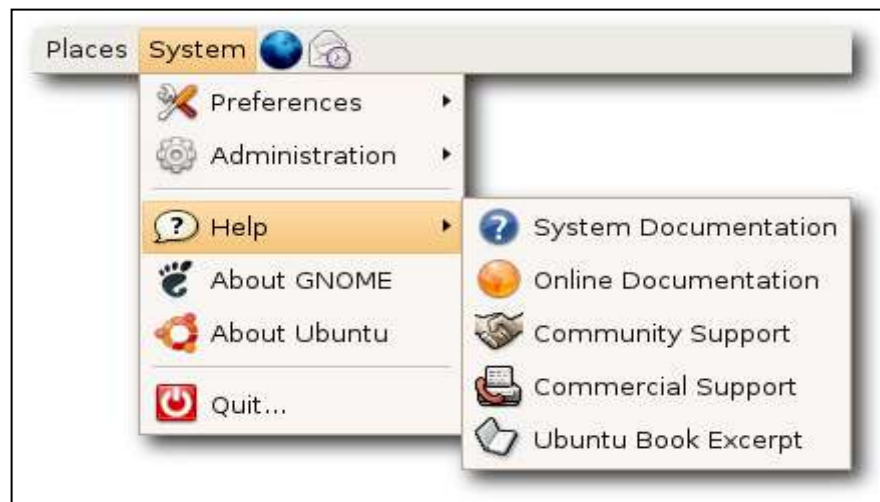 Places System
Preferences
Administration
Help
About GNOME
About Ubuntu
Quit...
System Documentation
Online Documentation
Community Support
Commercial Support
Ubuntu Book Excerpt